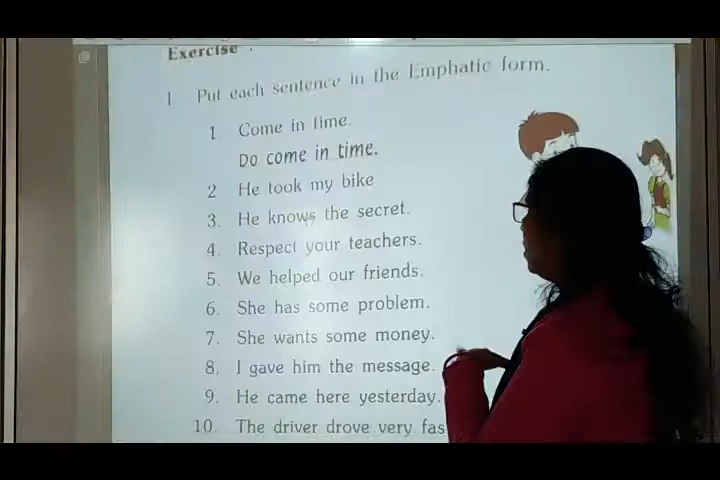 Exercise
I Put each sentence in the Emphatic form.
1 Come in time.
Do come in time.
2 He took my bike
3. He knows the secret.
4. Respect your teachers.
5. We helped our friends.
6. She has some problem.
7. She wants some money.
8. I gave him the message.
9. He came here yesterday.
10. The driver drove very fas